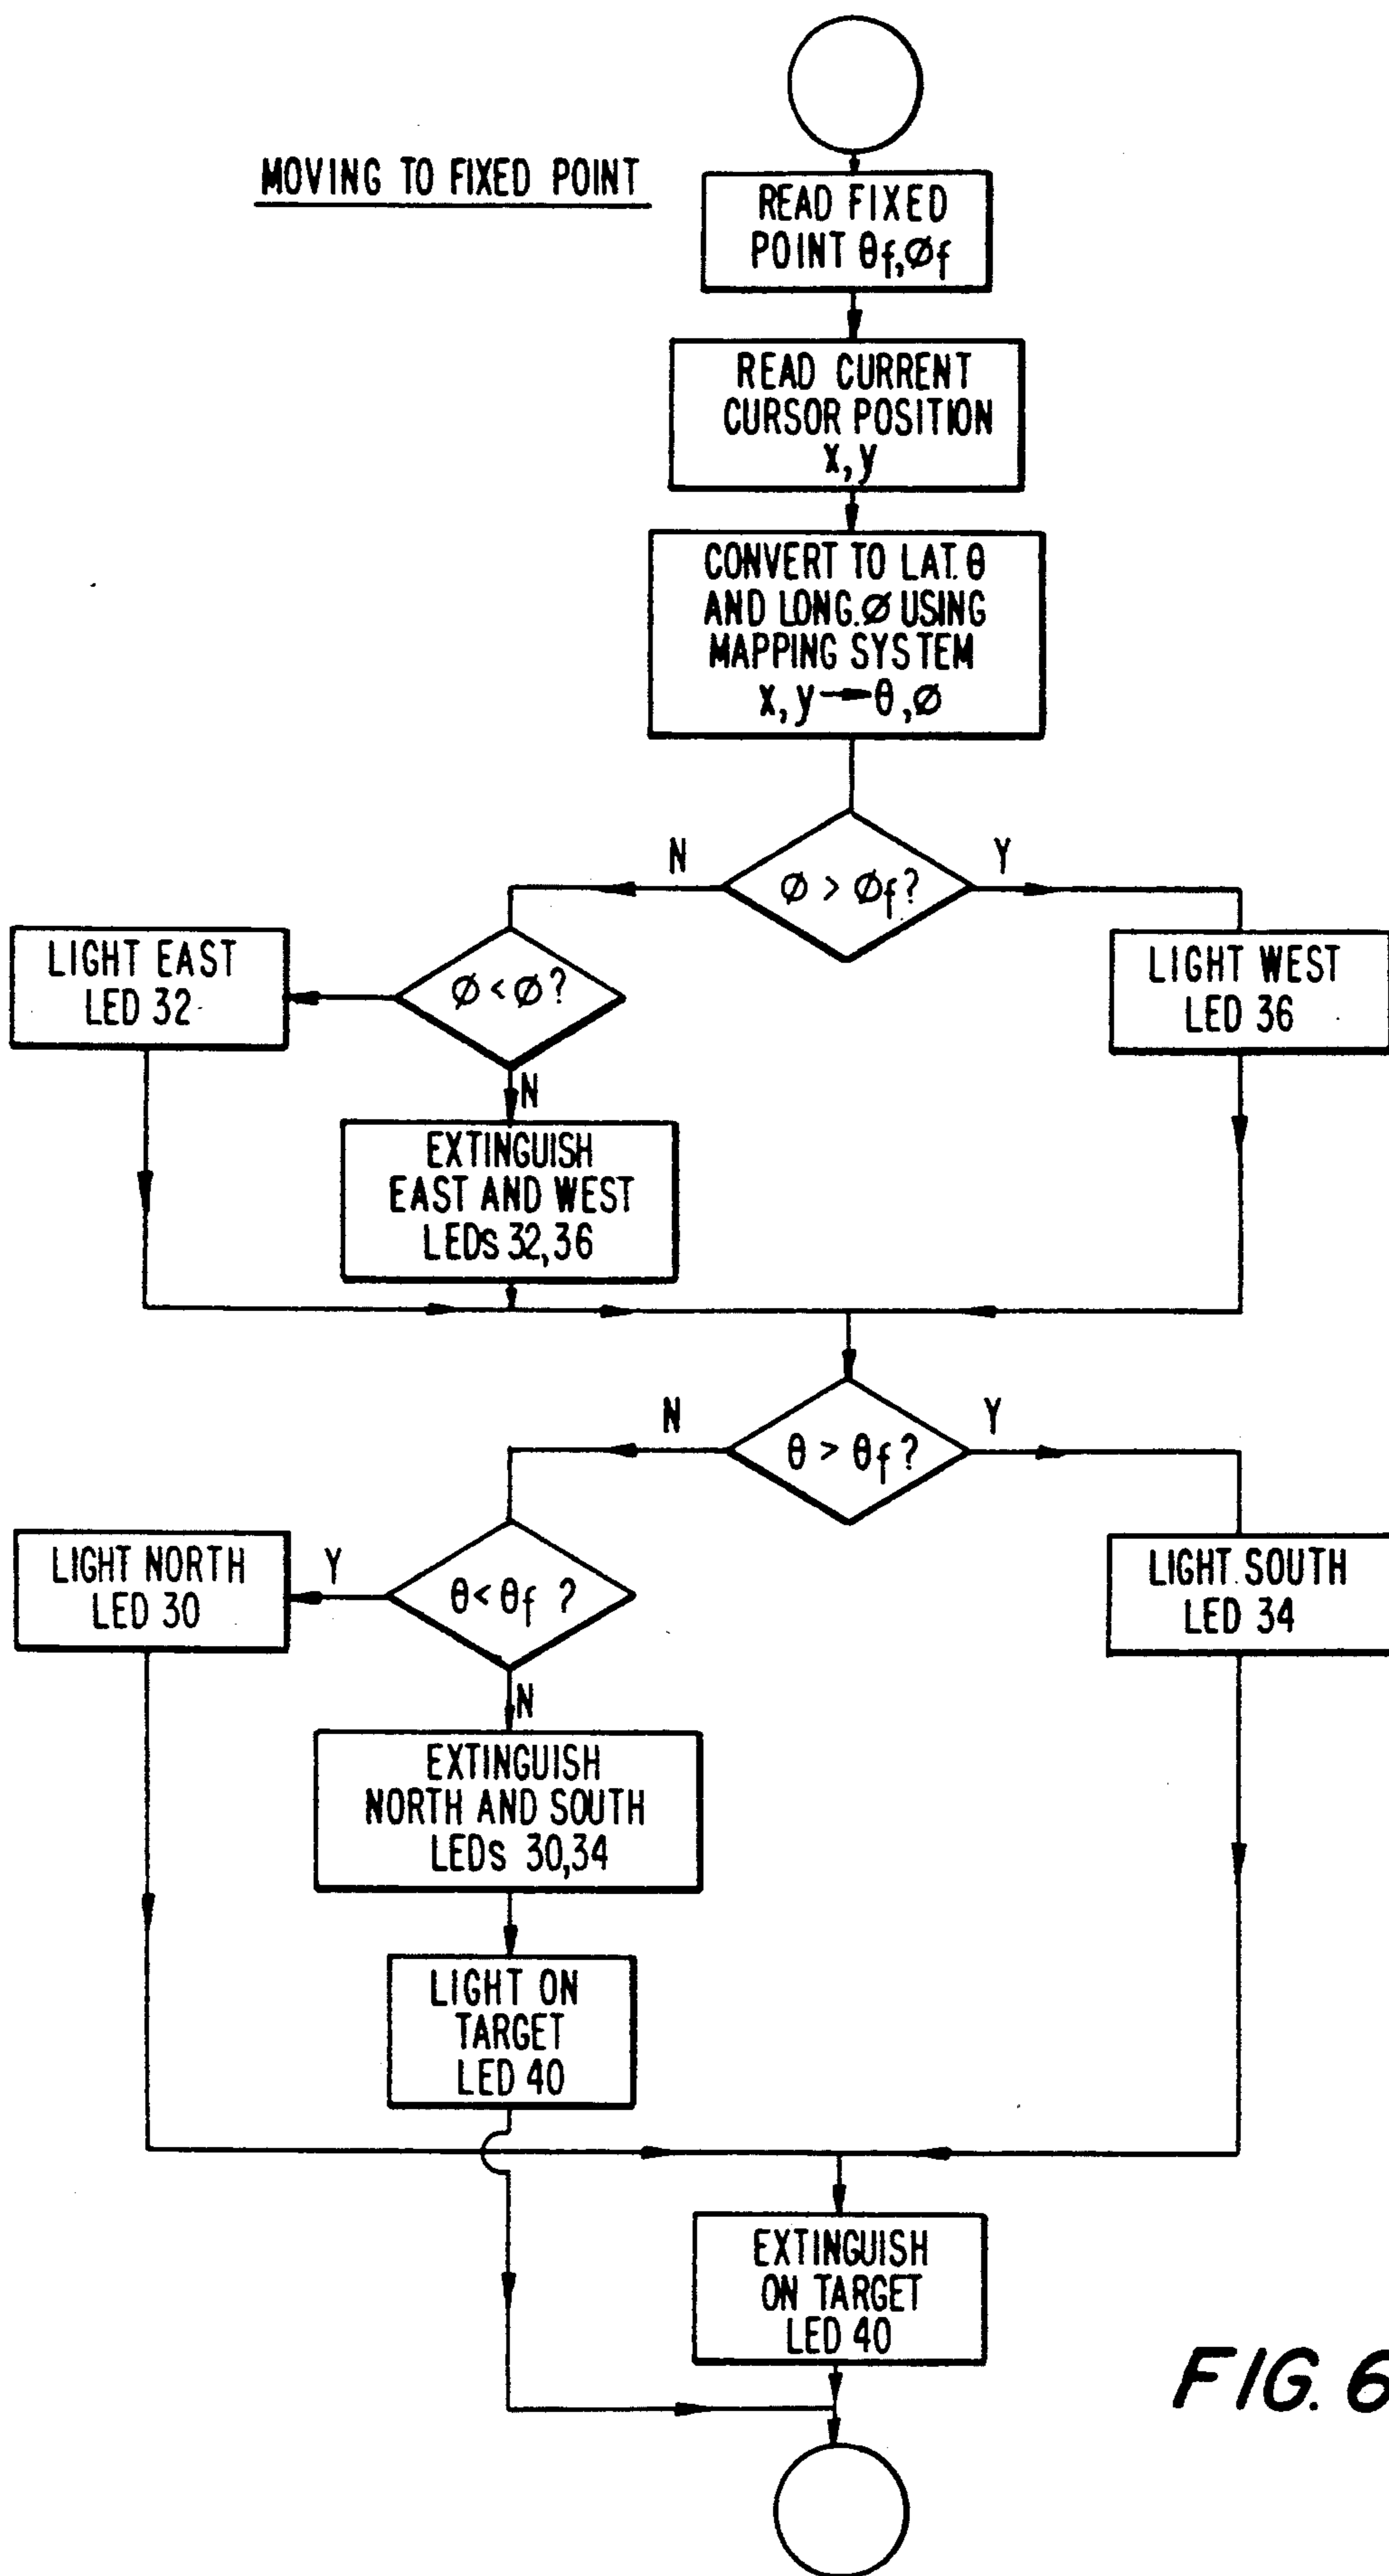 MOVING TO FIXED POINT
READ FIXED
POINT θf,Øf
READ CURRENT
CURSOR POSITION
x, y
CONVERT TO LAT. θ
AND LONG. Ø USING
MAPPING SYSTEM
x, y → θ, Ø
N
Ø > Øf?
Y
LIGHT EAST
LED 32
Ø < Ø?
LIGHT WEST
LED 36
N
EXTINGUISH
EAST AND WEST
LEDs 32,36
N
θ > θf?
Y
LIGHT NORTH
LED 30
Y
θ < θf ?
LIGHT SOUTH
LED 34
N
EXTINGUISH
NORTH AND SOUTH
LEDs 30,34
LIGHT ON
TARGET
LED 40
EXTINGUISH
ON TARGET
LED 40
FIG. 6